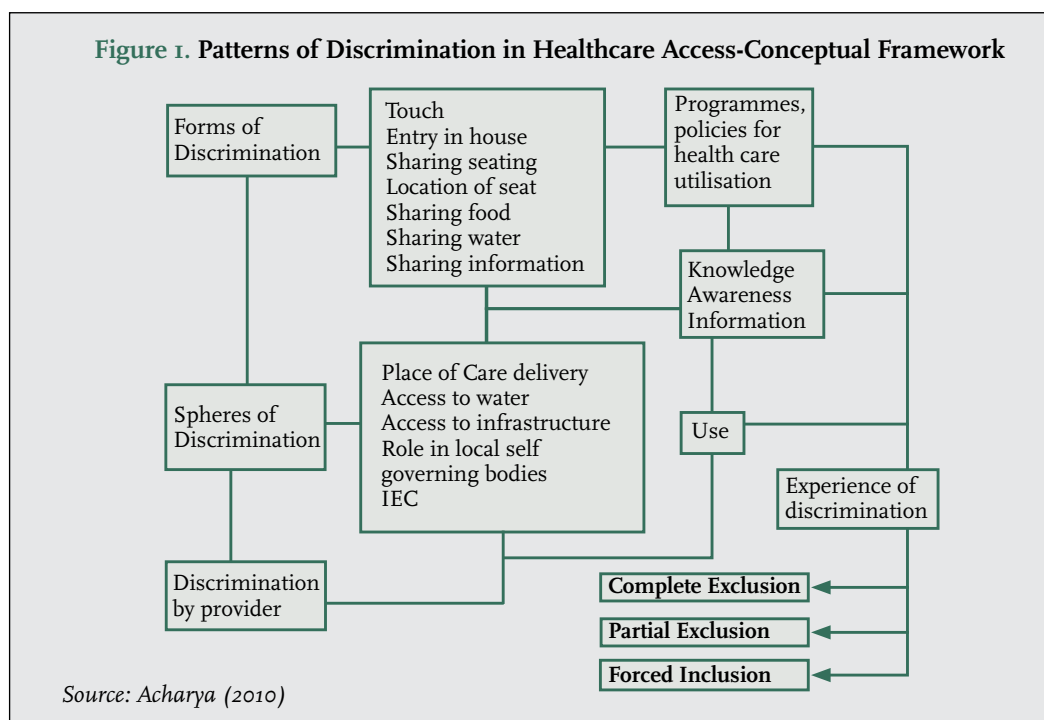 Figure 1. Patterns of Discrimination in Healthcare Access-Conceptual Framework
Forms of
Discrimination
Touch
Entry in house
Sharing seating
Location of seat
Sharing food
Sharing water
Sharing information
Programmes,
policies for
health care
utilisation
Knowledge
Awareness
Information
Spheres of
Discrimination
Place of Care delivery
Access to water
Access to infrastructure
Role in local self
governing bodies
IEC
Use
Experience of
discrimination
Discrimination
by provider
Complete Exclusion
Partial Exclusion
Forced Inclusion
Source: Acharya (2010)